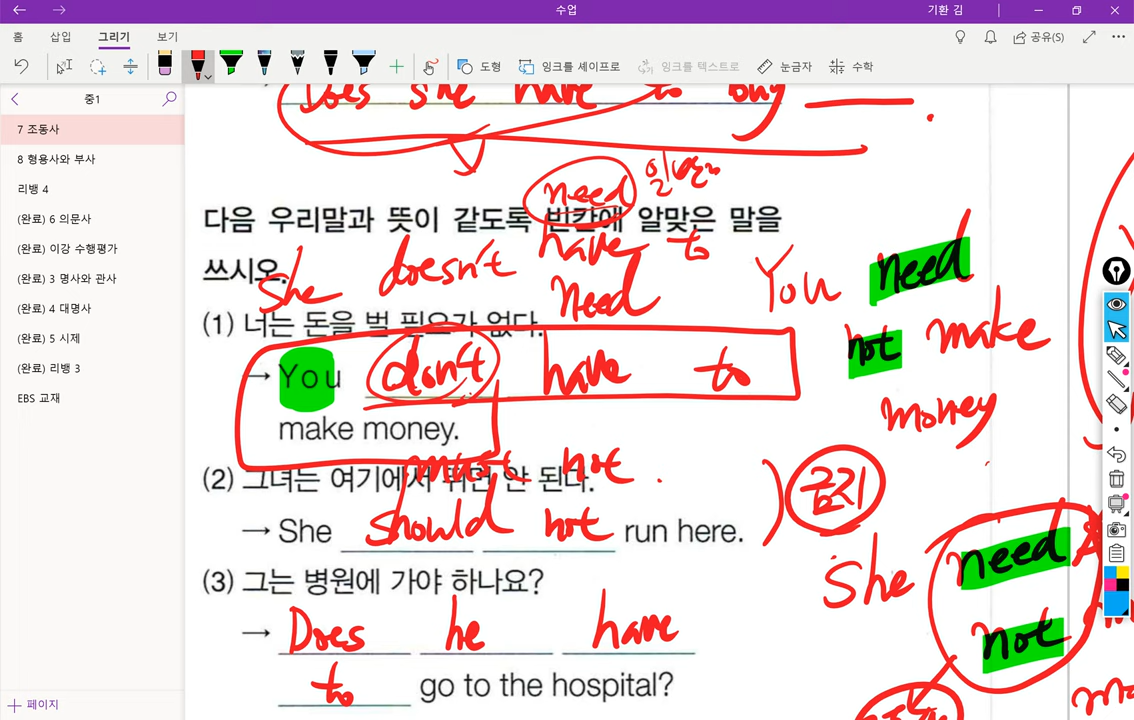 수업
기환 김
홈 삽입 그리기 보기
공유(S)
도형 잉크를 셰이프로 잉크를 텍스트로 눈금자 수학
중1
7 조동사
8 형용사와 부사
리뱅 4
(완료) 6 의문사
(완료) 이강 수행평가
(완료) 3 명사와 관사
(완료) 4 대명사
(완료) 5 시제
(완료) 리뱅 3
EBS 교재
페이지
Does she have to buy
need
다음 우리말과 뜻이 같도록 빈칸에 알맞은 말을
쓰시오.
She doesn't have to
need
(1) 너는 돈을 벌 필요가 없다.
→ You don't have to
make money.
You need
not make
money
(2) 그녀는 여기에서 뛰면 안 된다.
must not.
→ She should not run here.
금지
(3) 그는 병원에 가야 하나요?
→ Does he have
to go to the hospital?
She need
not